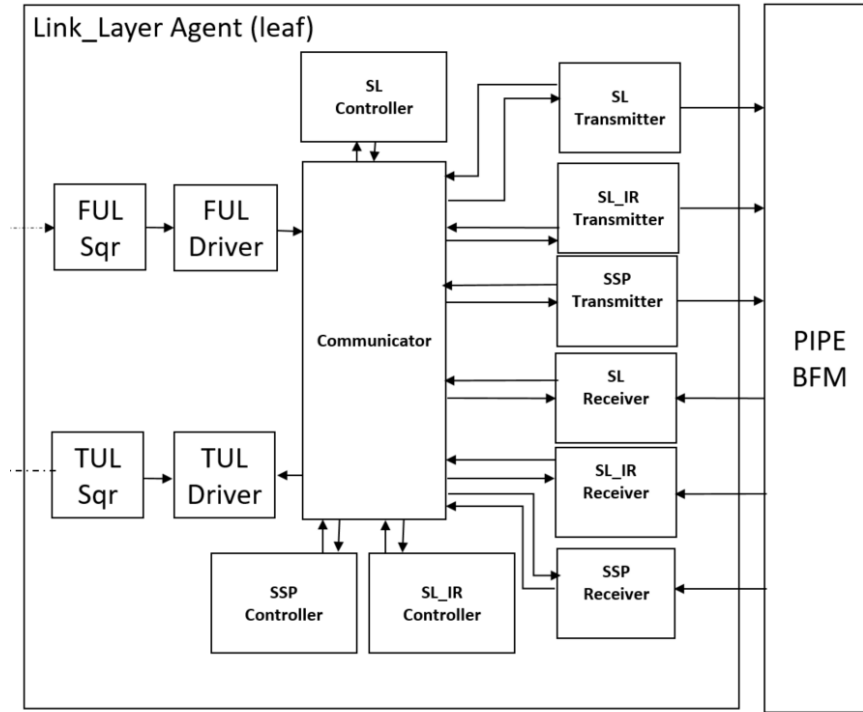 Link_Layer Agent (leaf)
SL
Controller
SL
Transmitter
SL_IR
Transmitter
FUL
Sqr
FUL
Driver
SSP
Transmitter
Communicator
PIPE
BFM
SL
Receiver
TUL
Sqr
TUL
Driver
SL_IR
Receiver
SSP
Controller
SL_IR
Controller
SSP
Receiver